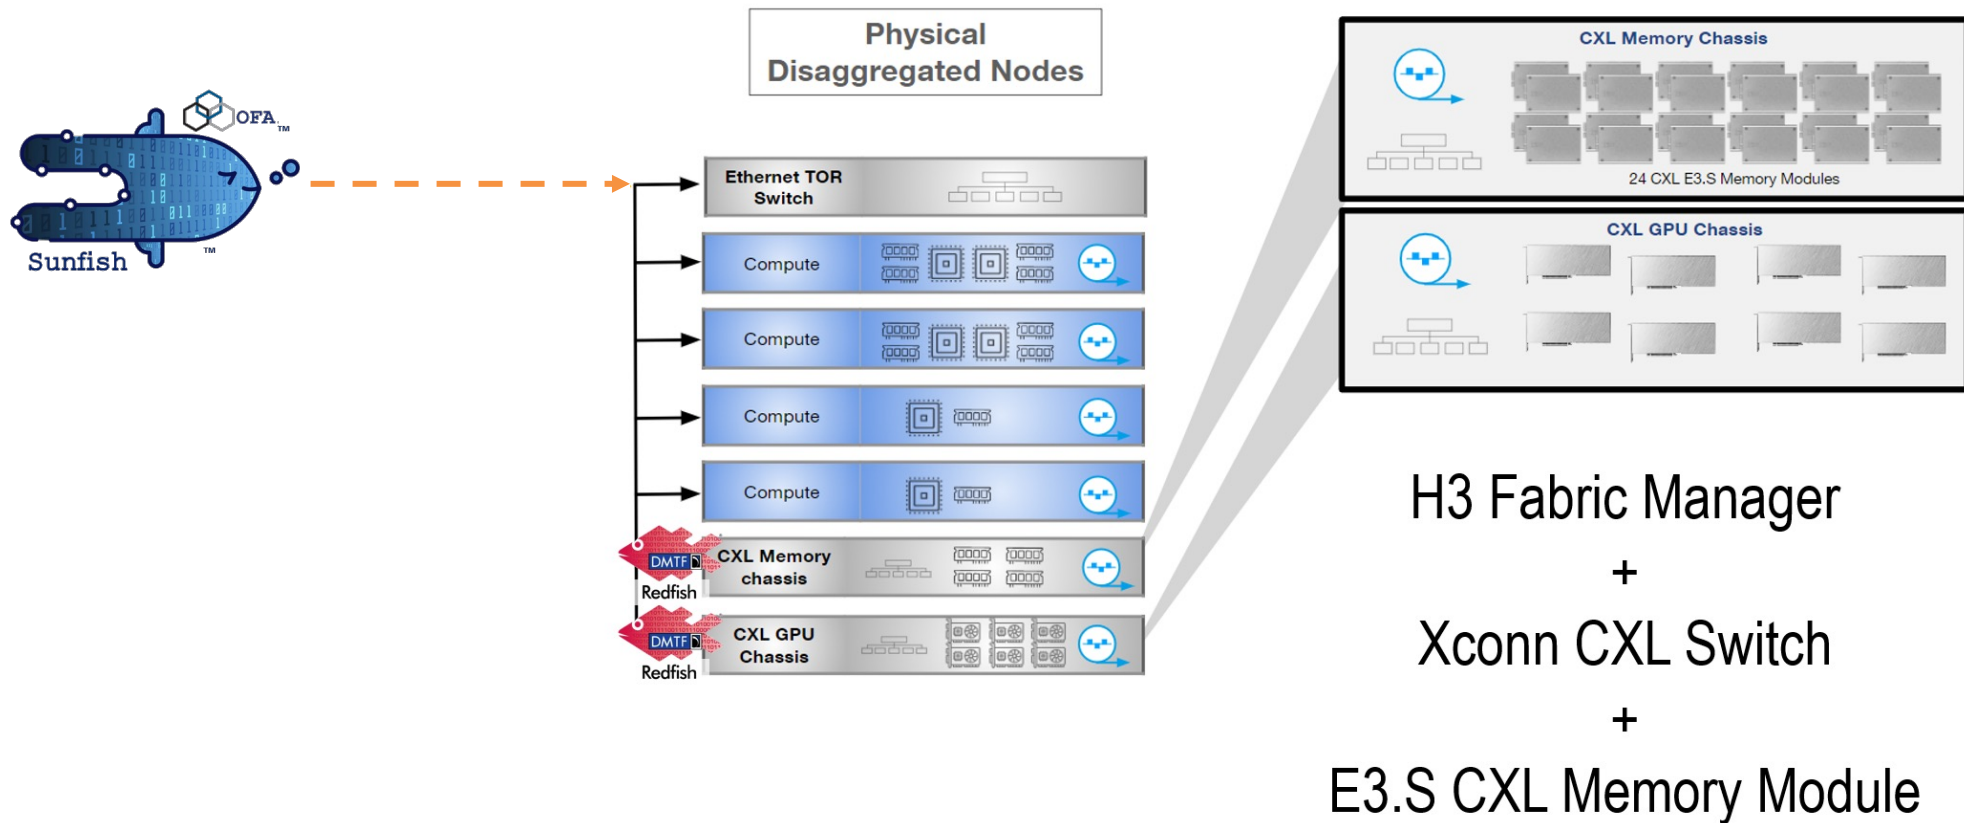 Physical
Disaggregated Nodes
OFA™
Sunfish
™
Ethernet TOR
Switch
Compute
Compute
Compute
Compute
DMTF
Redfish
CXL Memory
chassis
DMTF
Redfish
CXL GPU
Chassis
CXL Memory Chassis
24 CXL E3.S Memory Modules
CXL GPU Chassis
H3 Fabric Manager
+
Xconn CXL Switch
+
E3.S CXL Memory Module